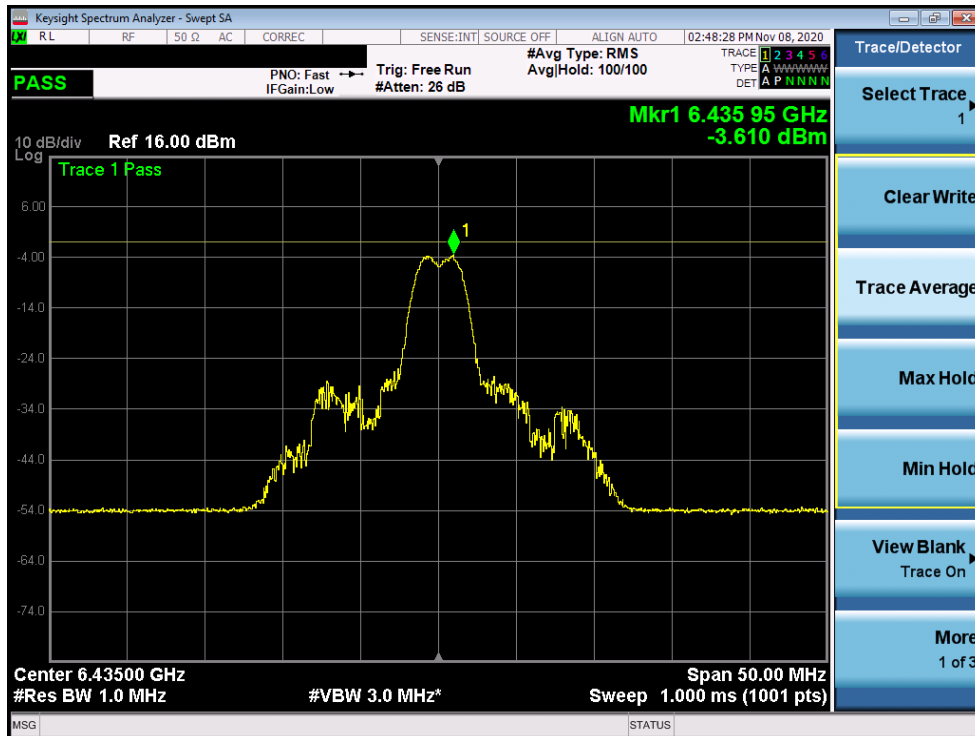 Keysight Spectrum Analyzer - Swept SA
LXI RL RF 50 Ω AC CORREC SENSE:INT SOURCE OFF ALIGN AUTO 02:48:28 PM Nov 08, 2020
PASS
PNO: Fast
IFGain:Low
Trig: Free Run
#Atten: 26 dB
#Avg Type: RMS
Avg|Hold: 100/100
TRACE 1 2 3 4 5 6
TYPE A WWWWW
DET A P N N N N
Mkr1 6.435 95 GHz
-3.610 dBm
10 dB/div Ref 16.00 dBm
Log
Trace 1 Pass
1
6.00
-4.00
-14.0
-24.0
-34.0
-44.0
-54.0
-64.0
-74.0
Center 6.43500 GHz Span 50.00 MHz
#Res BW 1.0 MHz #VBW 3.0 MHz* Sweep 1.000 ms (1001 pts)
MSG STATUS
Trace/Detector
Select Trace
1
Clear Write
Trace Average
Max Hold
Min Hold
View Blank
Trace On
More
1 of 3